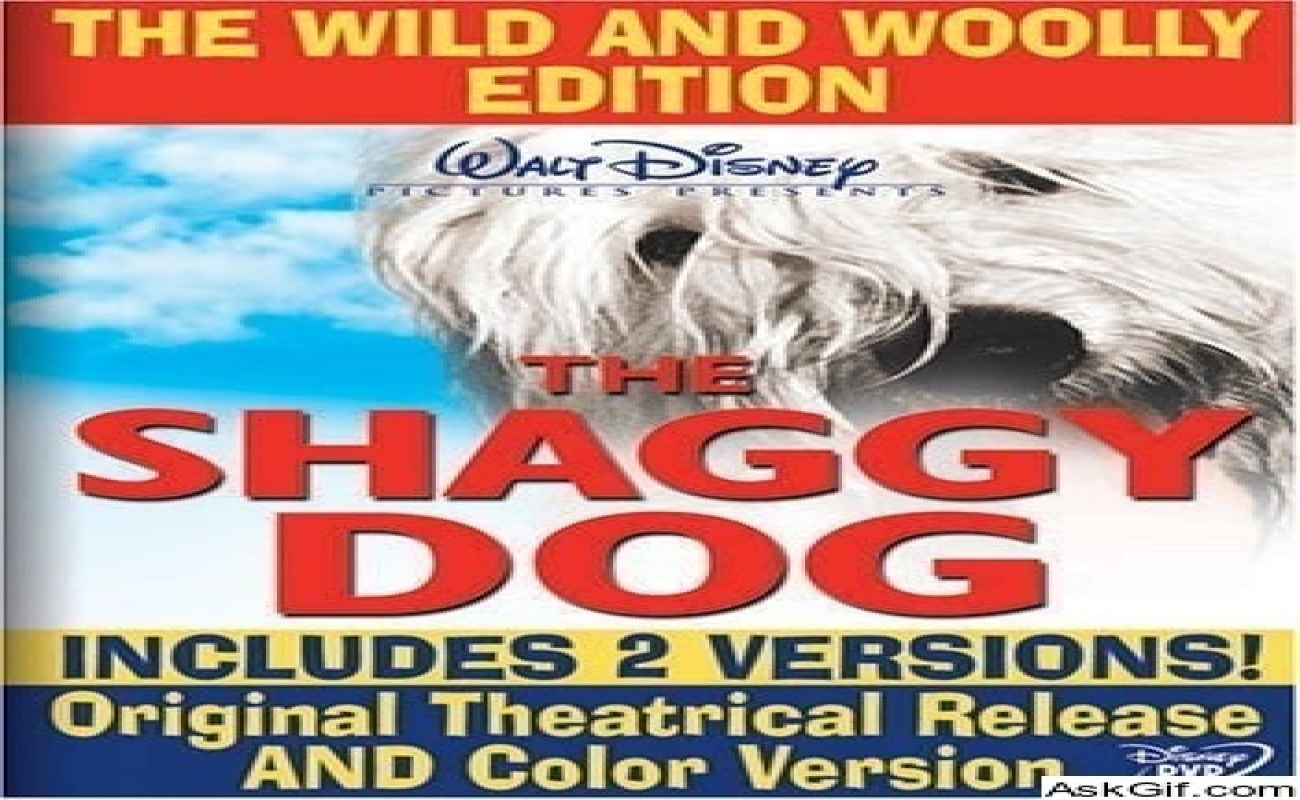 THE WILD AND WOOLLY
EDITION
WALT DISNEY
PICTURES PRESENTS
THE
SHAGGY
DOG
INCLUDES 2 VERSIONS!
Original Theatrical Release
AND Color Version
Disney
DVD
AskGif.com